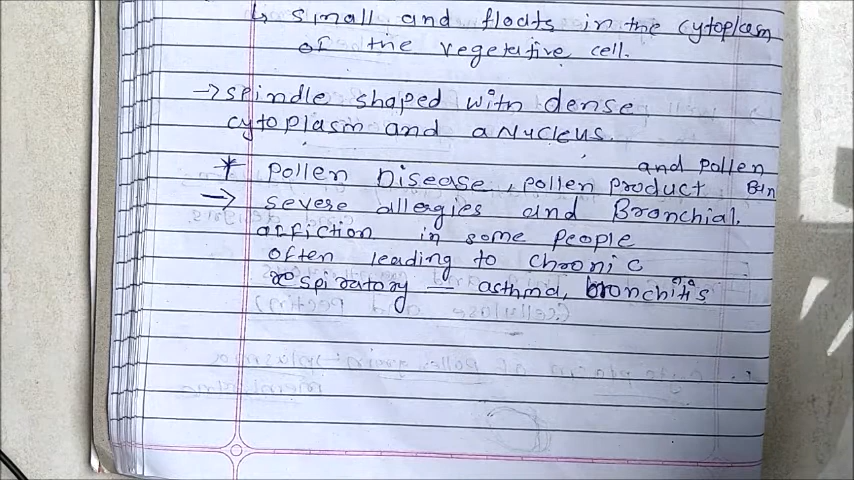 ↳ small and floats in the cytoplasm
of the vegetative cell.
→ spindle shaped with dense
cytoplasm and a Nucleus.
and pollen
* pollen Disease, pollen product Ban
→ severe allergies and Bronchial.
affiction in some people
often leading to chronic
respiratory – asthma, bronchitis